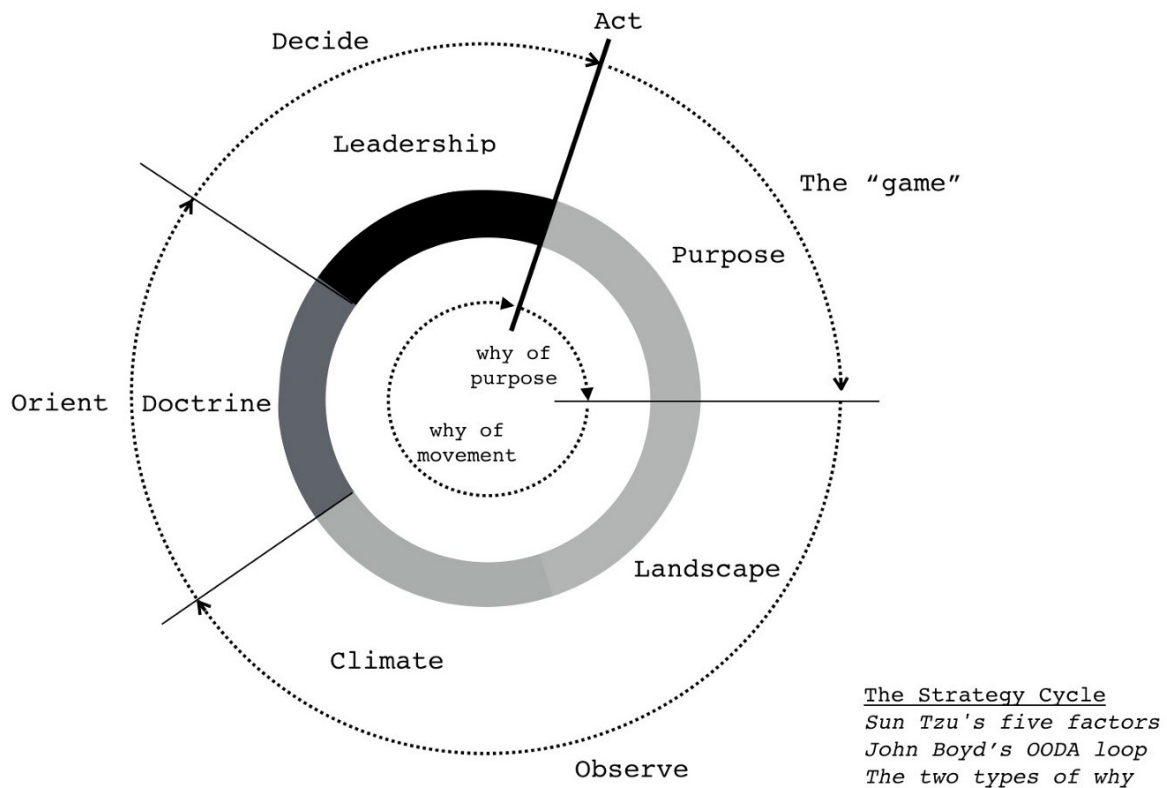 Act
Decide
Leadership
The “game”
Purpose
why of
purpose
Orient
Doctrine
why of
movement
Landscape
Climate
The Strategy Cycle
Sun Tzu's five factors
John Boyd’s OODA loop
The two types of why
Observe